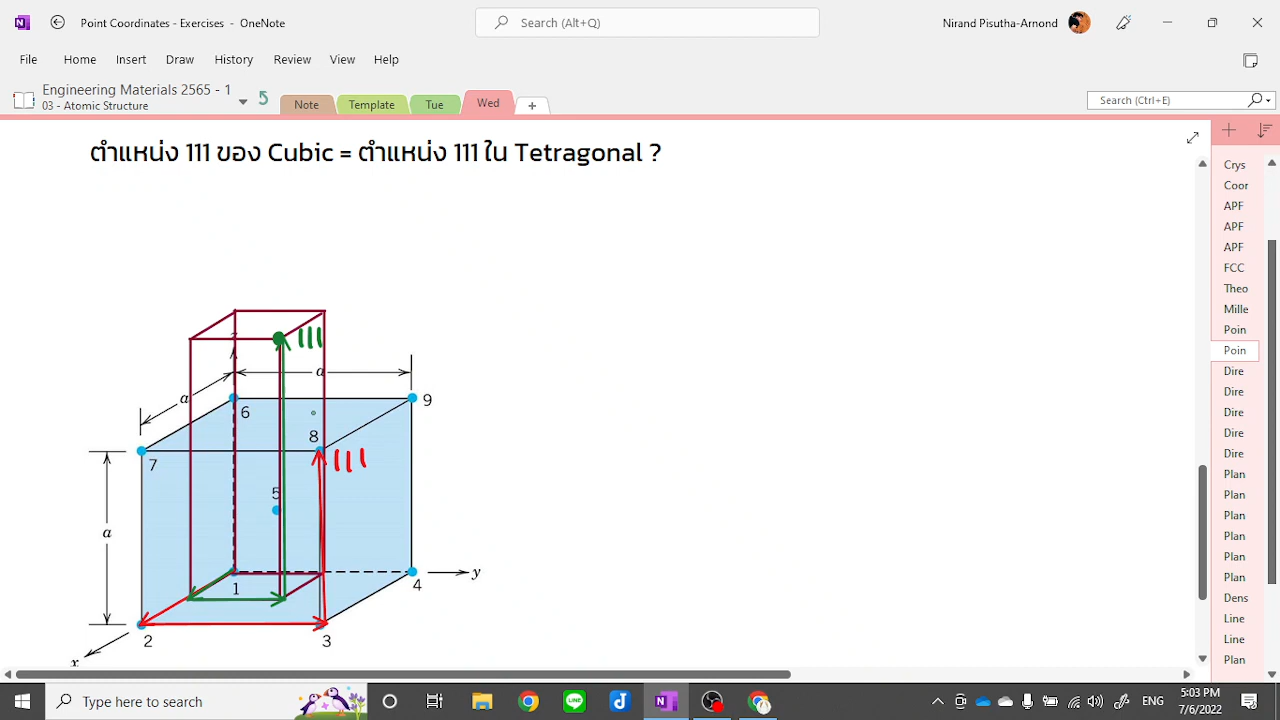 Point Coordinates - Exercises - OneNote
Search (Alt+Q)
Nirand Pisutha-Arnond
File Home Insert Draw History Review View Help
Engineering Materials 2565 - 1
03 - Atomic Structure
Note Template Tue Wed
Search (Ctrl+E)
ตำแหน่ง 111 ของ Cubic = ตำแหน่ง 111 ใน Tetragonal ?
Crys
Coor
APF
APF
APF
FCC
Theo
Mille
Poin
Poin
Dire
Dire
Dire
Dire
Dire
Plan
Plan
Plan
Plan
Plan
Plan
Dens
Line
Line
Plan
111
a
a
9
6
8
111
7
5
a
1
4
y
2
3
x
Type here to search
ENG
5:03 PM
7/6/2022